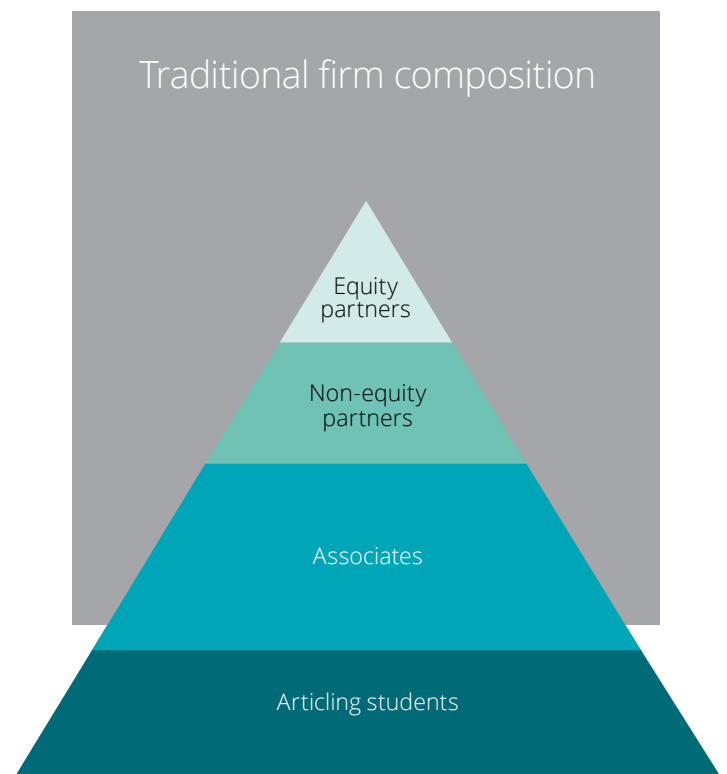 Traditional firm composition
Equity
partners
Non-equity
partners
Associates
Articling students